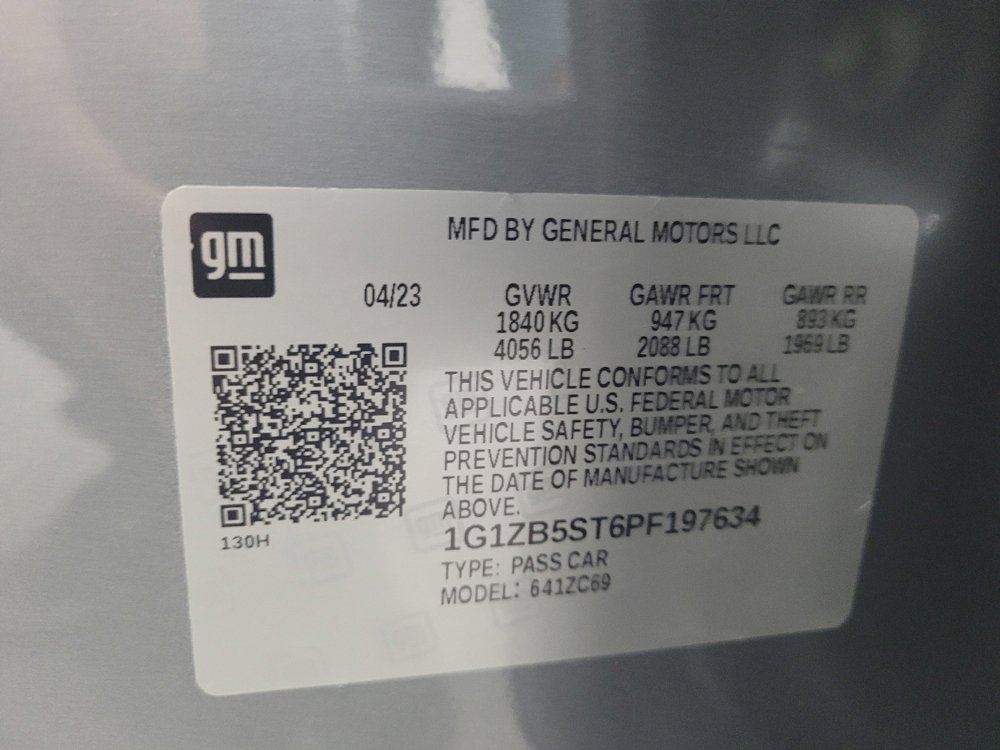 gm
MFD BY GENERAL MOTORS LLC
04/23 GVWR GAWR FRT GAWR RR
1840 KG 947 KG 893 KG
4056 LB 2088 LB 1969 LB
THIS VEHICLE CONFORMS TO ALL
APPLICABLE U.S. FEDERAL MOTOR
VEHICLE SAFETY, BUMPER, AND THEFT
PREVENTION STANDARDS IN EFFECT ON
THE DATE OF MANUFACTURE SHOWN
ABOVE.
1G1ZB5ST6PF197634
130H
TYPE: PASS CAR
MODEL: 641ZC69